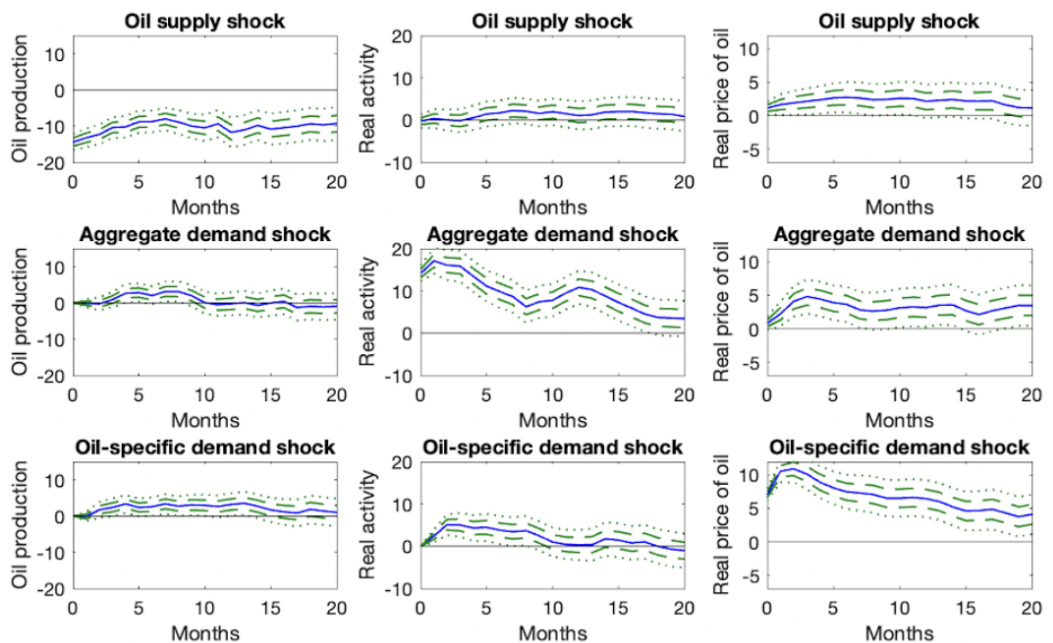 Oil supply shock
Oil production
10
0
-10
-20
0 5 10 15 20
Months
Oil supply shock
Real activity
20
10
0
-10
0 5 10 15 20
Months
Oil supply shock
Real price of oil
10
5
0
-5
0 5 10 15 20
Months
Aggregate demand shock
Oil production
10
0
-10
-20
0 5 10 15 20
Months
Aggregate demand shock
Real activity
20
10
0
-10
0 5 10 15 20
Months
Aggregate demand shock
Real price of oil
10
5
0
-5
0 5 10 15 20
Months
Oil-specific demand shock
Oil production
10
0
-10
-20
0 5 10 15 20
Months
Oil-specific demand shock
Real activity
20
10
0
-10
0 5 10 15 20
Months
Oil-specific demand shock
Real price of oil
10
5
0
-5
0 5 10 15 20
Months